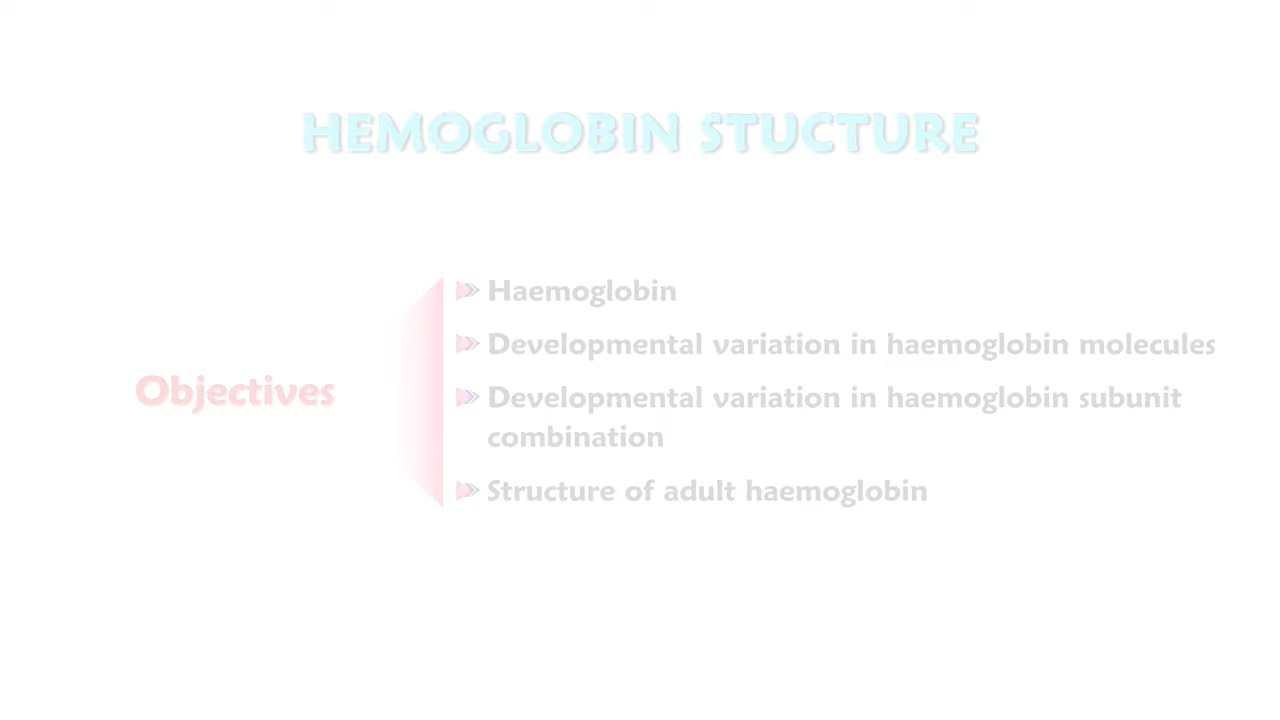 HEMOGLOBIN STUCTURE
Objectives
Haemoglobin
Developmental variation in haemoglobin molecules
Developmental variation in haemoglobin subunit
combination
Structure of adult haemoglobin